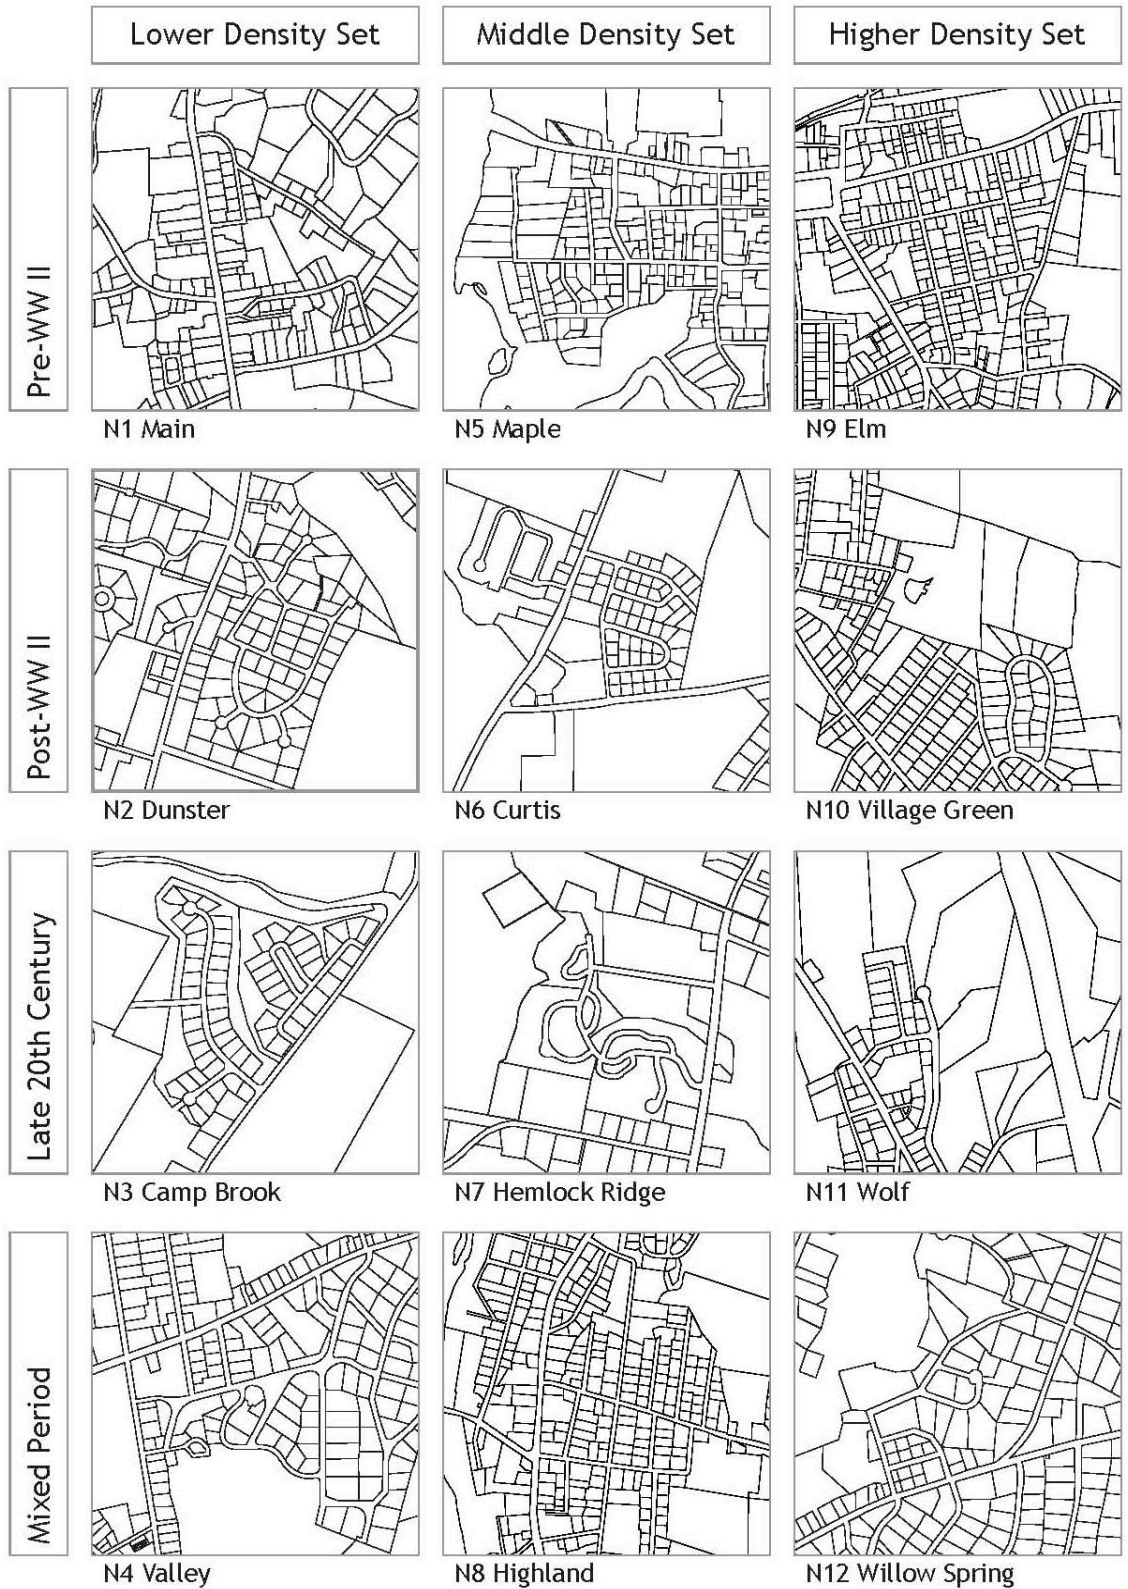 Lower Density Set
Middle Density Set
Higher Density Set
Pre-WW II
N1 Main
N5 Maple
N9 Elm
Post-WW II
N2 Dunster
N6 Curtis
N10 Village Green
Late 20th Century
N3 Camp Brook
N7 Hemlock Ridge
N11 Wolf
Mixed Period
N4 Valley
N8 Highland
N12 Willow Spring